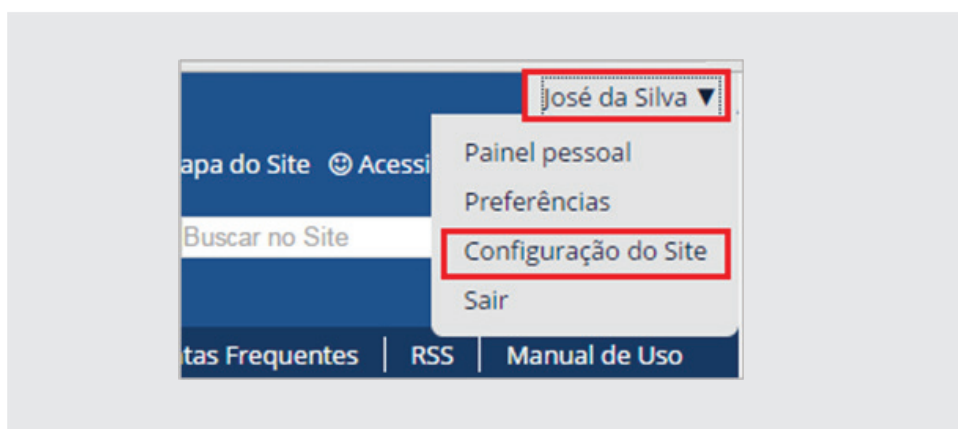 José da Silva ▼
Painel pessoal
apa do Site Acessi
Preferências
Buscar no Site
Configuração do Site
Sair
tas Frequentes | RSS | Manual de Uso